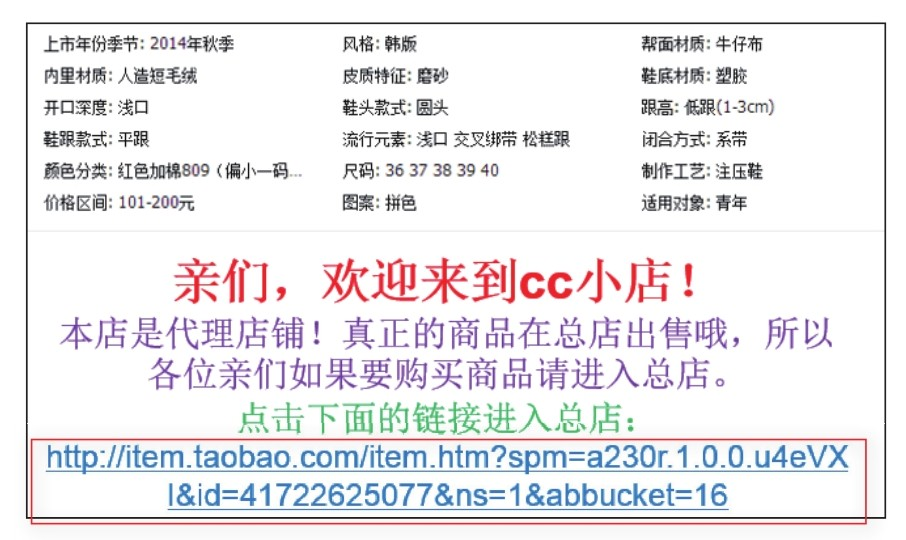 上市年份季节: 2014年秋季 风格: 韩版 帮面材质: 牛仔布
内里材质: 人造短毛绒 皮质特征: 磨砂 鞋底材质: 塑胶
开口深度: 浅口 鞋头款式: 圆头 跟高: 低跟(1-3cm)
鞋跟款式: 平跟 流行元素: 浅口 交叉绑带 松糕跟 闭合方式: 系带
颜色分类: 红色加棉809（偏小一码... 尺码: 36 37 38 39 40 制作工艺: 注压鞋
价格区间: 101-200元 图案: 拼色 适用对象: 青年
亲们，欢迎来到cc小店！
本店是代理店铺！真正的商品在总店出售哦，所以
各位亲们如果要购买商品请进入总店。
点击下面的链接进入总店：
http://item.taobao.com/item.htm?spm=a230r.1.0.0.u4eVX
l&id=41722625077&ns=1&abbucket=16